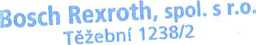 Bosch Rexroth, spol. s r.o.
Těžební 1238/2